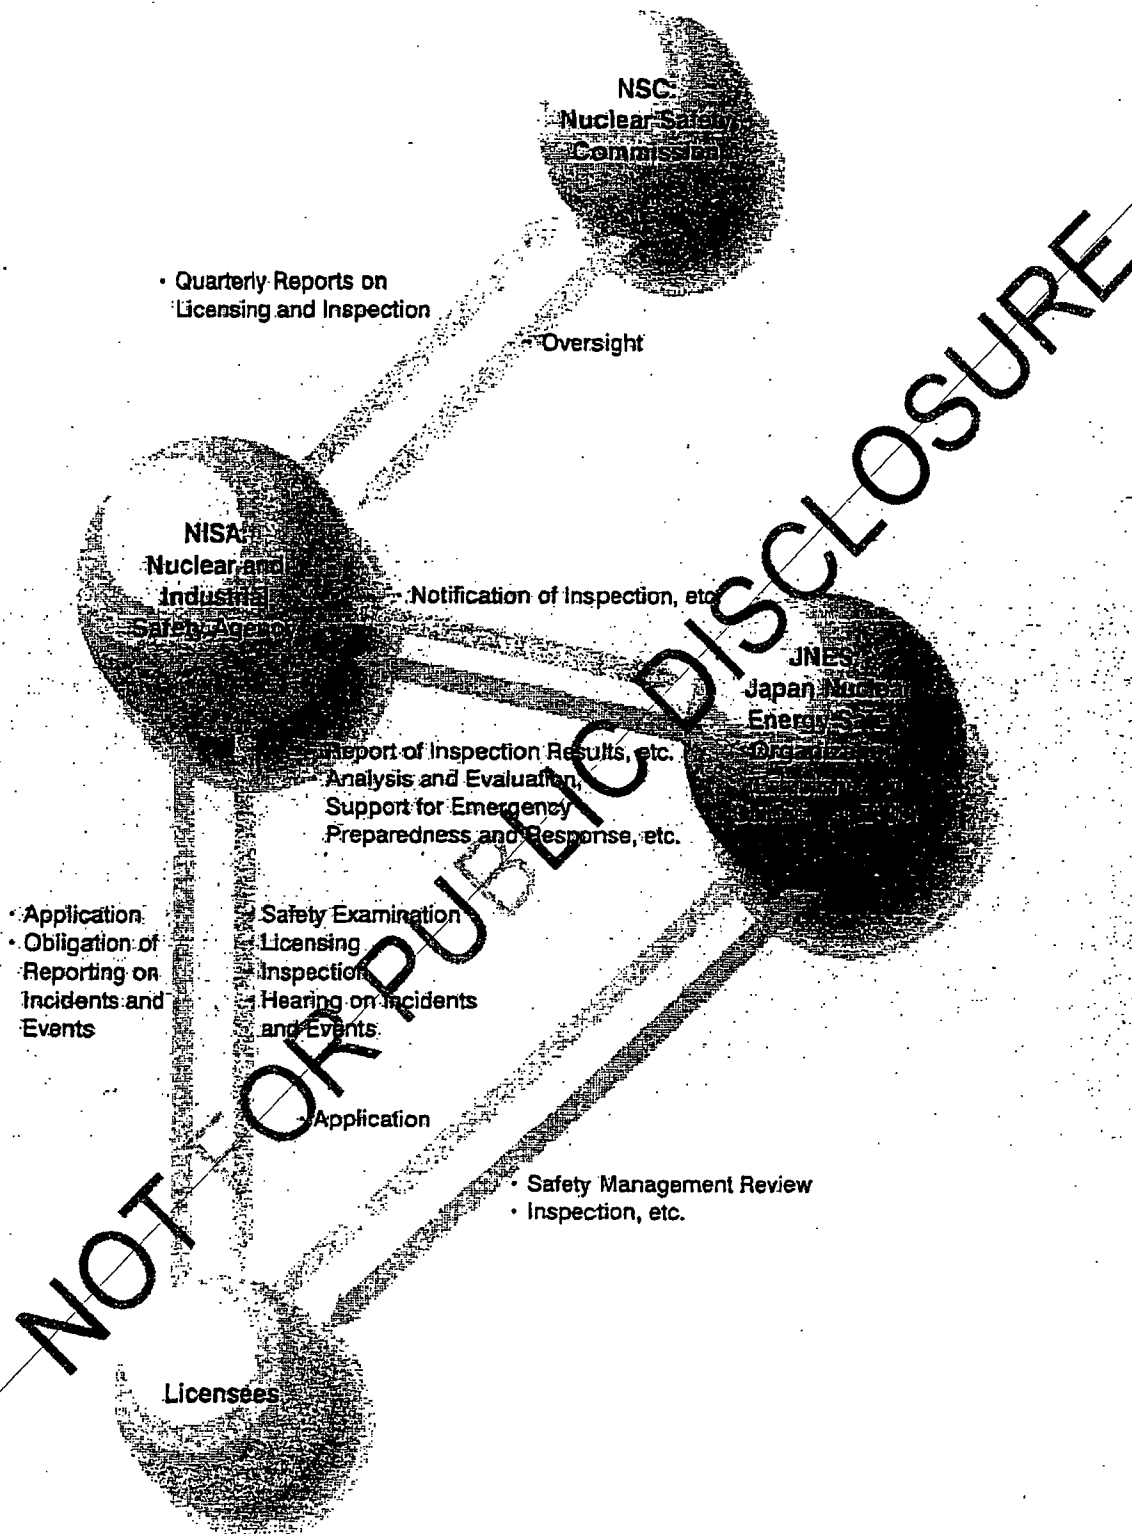 NSC:
Nuclear Safety
Commission
• Quarterly Reports on
Licensing and Inspection
• Oversight
NISA:
Nuclear and
Industrial
Safety Agency
• Notification of Inspection, etc.
JNES
Japan Nuclear
Energy Safety
Organization
Report of Inspection Results, etc.
Analysis and Evaluation,
Support for Emergency
Preparedness and Response, etc.
• Application
• Obligation of
Reporting on
Incidents and
Events
Safety Examination
Licensing
Inspection
Hearing on Incidents
and Events
• Application
• Safety Management Review
• Inspection, etc.
Licensees
NOT FOR PUBLIC DISCLOSURE